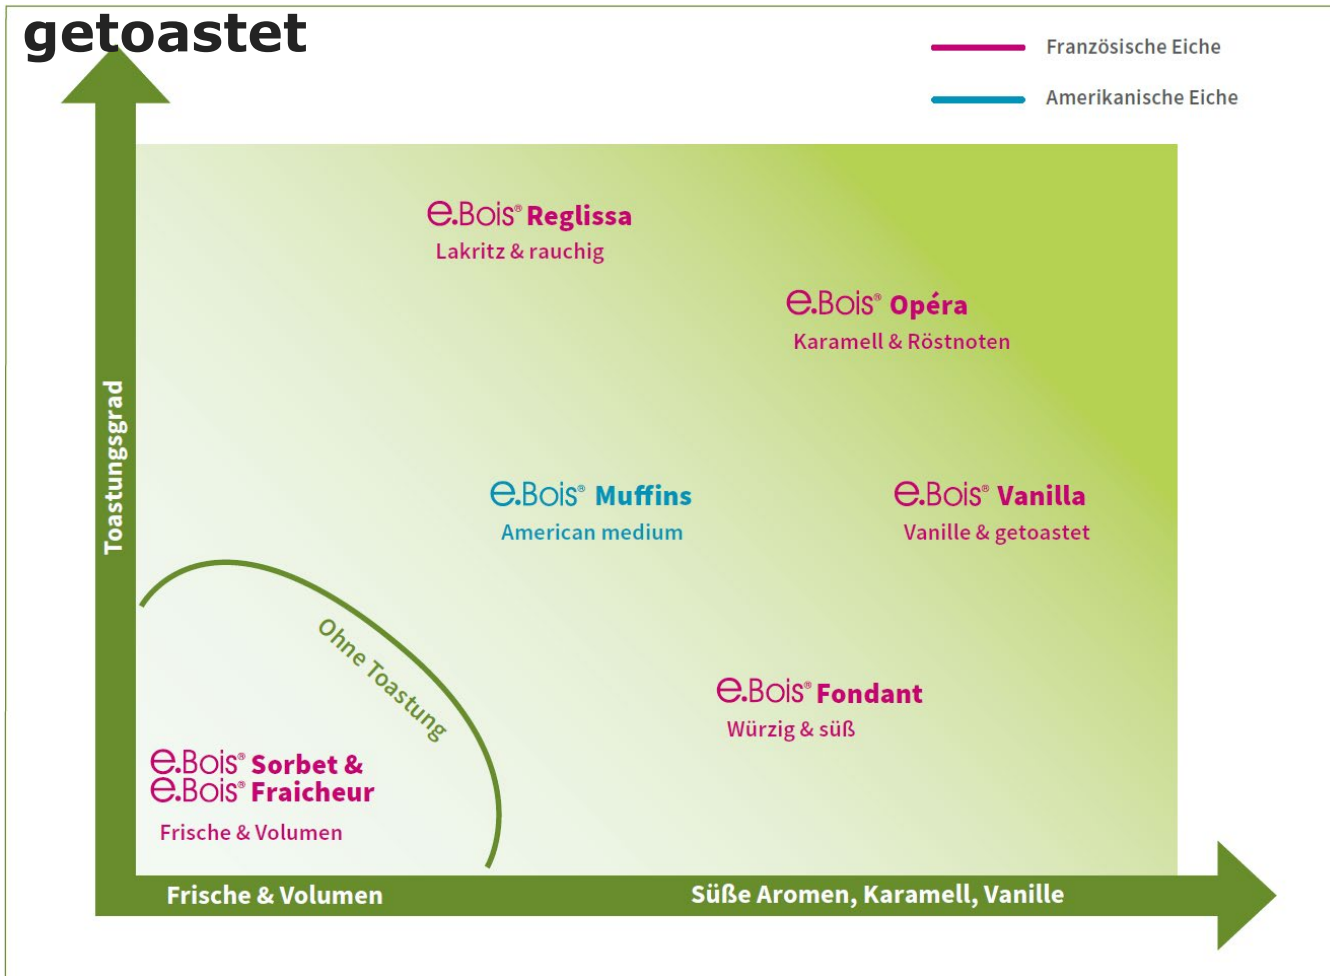 getoastet
Französische Eiche
Amerikanische Eiche
e.Bois® Reglissa
Lakritz & rauchig
e.Bois® Opéra
Karamell & Röstnoten
Toastungsgrad
e.Bois® Muffins
American medium
e.Bois® Vanilla
Vanille & getoastet
Ohne Toastung
e.Bois® Fondant
Würzig & süß
e.Bois® Sorbet &
e.Bois® Fraicheur
Frische & Volumen
Frische & Volumen
Süße Aromen, Karamell, Vanille